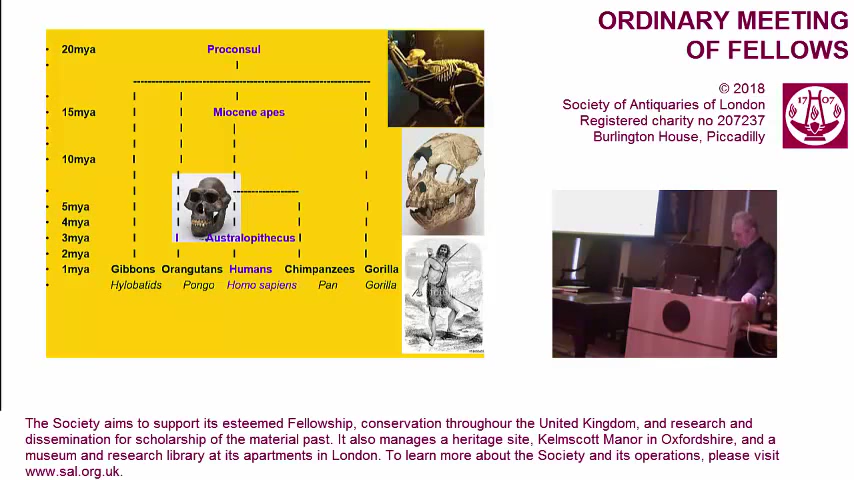 ORDINARY MEETING
OF FELLOWS
© 2018
Society of Antiquaries of London
Registered charity no 207237
Burlington House, Piccadilly
17 07
20mya Proconsul
15mya Miocene apes
10mya
5mya
4mya
3mya Australopithecus
2mya
1mya Gibbons Orangutans Humans Chimpanzees Gorilla
Hylobatids Pongo Homo sapiens Pan Gorilla
The Society aims to support its esteemed Fellowship, conservation throughour the United Kingdom, and research and
dissemination for scholarship of the material past. It also manages a heritage site, Kelmscott Manor in Oxfordshire, and a
museum and research library at its apartments in London. To learn more about the Society and its operations, please visit
www.sal.org.uk.